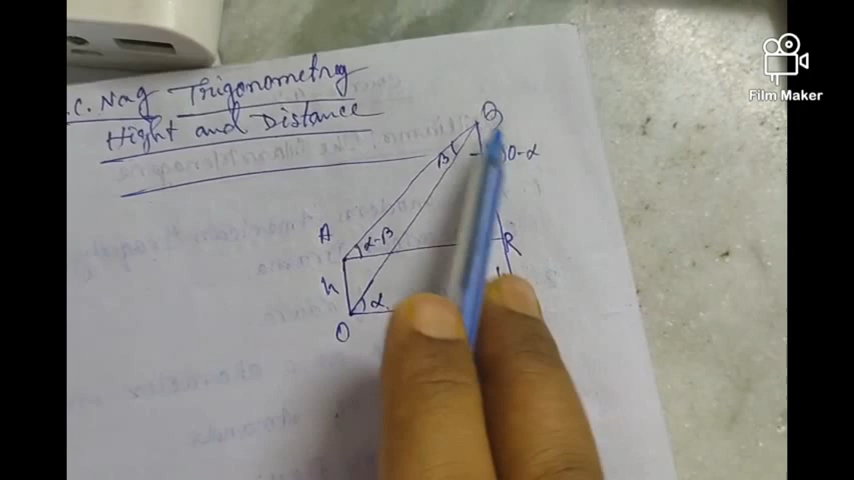 .C. Nag Trigonometry
Hight and Distance
Q
β
90-α
A
α-β
R
h
α
O
Film Maker